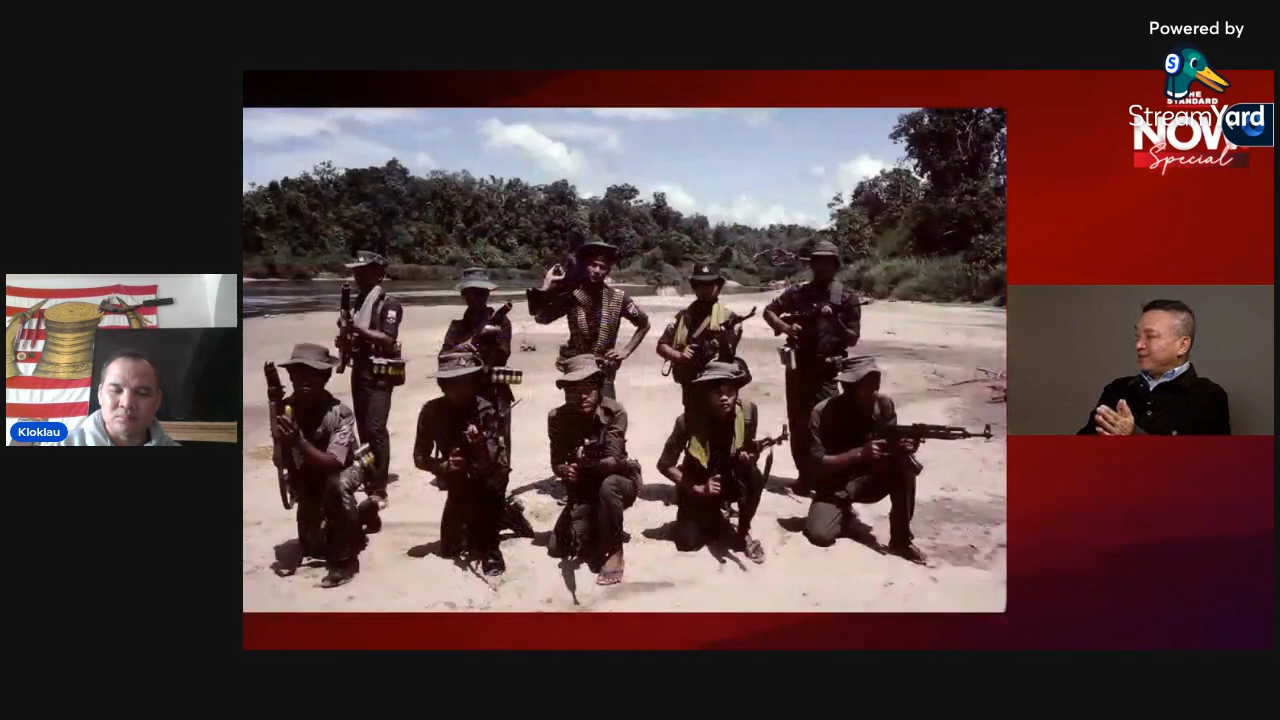 Powered by
S
THE
STANDARD
StreamYard
NOW
Special
Kloklau